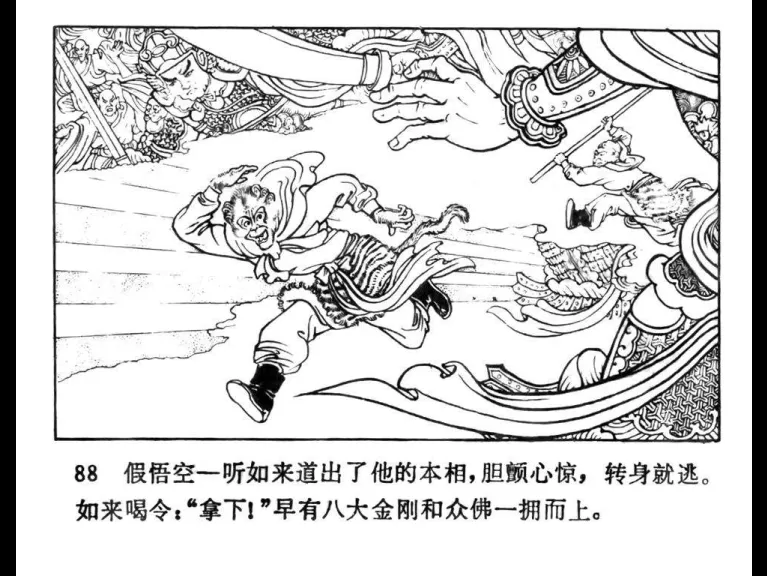 88 假悟空一听如来道出了他的本相，胆颤心惊，转身就逃。
如来喝令：“拿下！”早有八大金刚和众佛一拥而上。